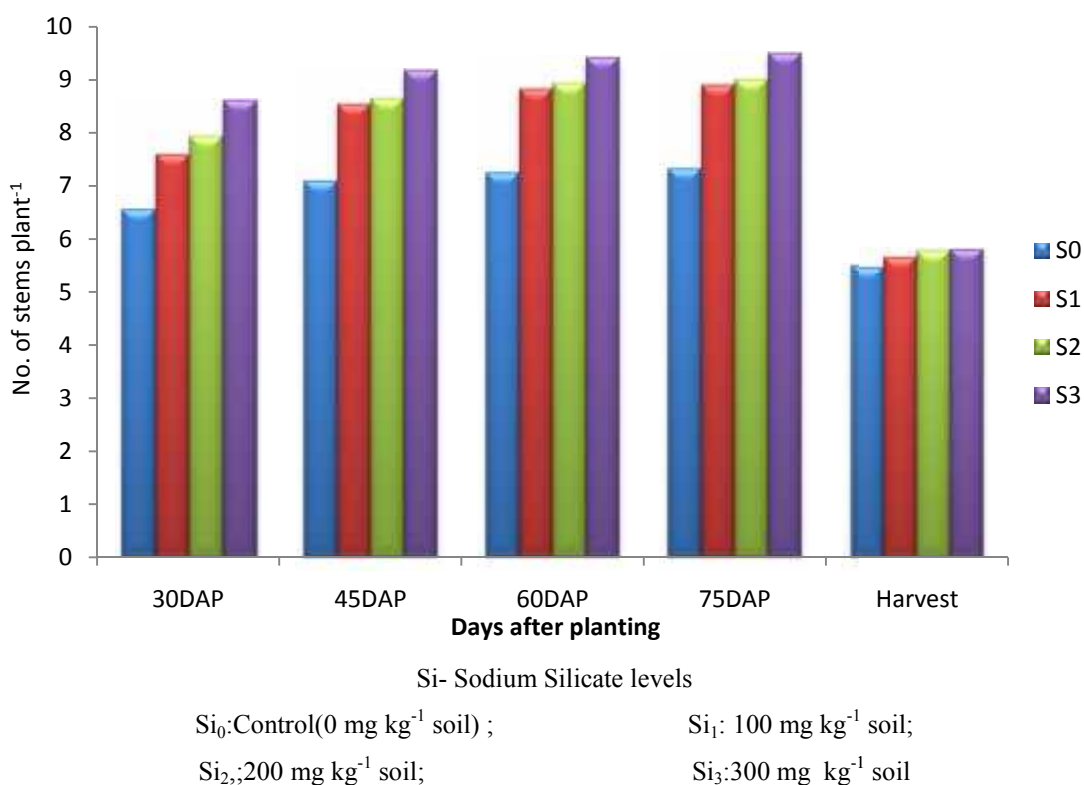 10
9
8
7
6
5
4
3
2
1
0
No. of stems plant-1
30DAP 45DAP 60DAP 75DAP Harvest
Days after planting
S0
S1
S2
S3
Si- Sodium Silicate levels
Si0:Control(0 mg kg-1 soil) ; Si1: 100 mg kg-1 soil;
Si2,;200 mg kg-1 soil; Si3:300 mg kg-1 soil